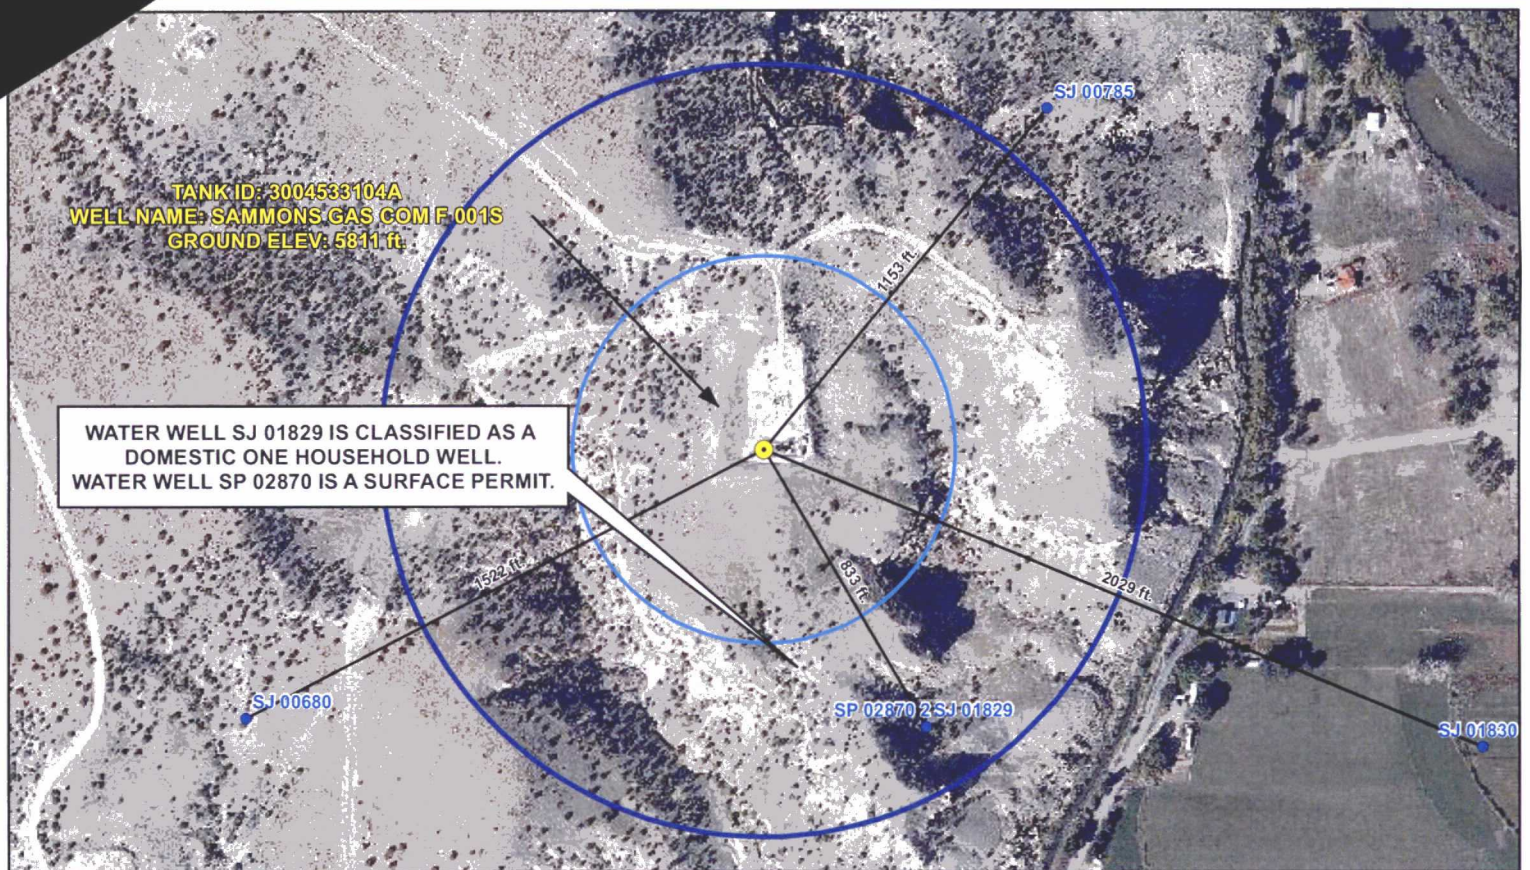 SJ 00785
TANK ID: 3004533104A
WELL NAME: SAMMONS GAS COM F 001S
GROUND ELEV: 5811 ft.
1153 ft.
WATER WELL SJ 01829 IS CLASSIFIED AS A
DOMESTIC ONE HOUSEHOLD WELL.
WATER WELL SP 02870 IS A SURFACE PERMIT.
1522 ft.
833 ft.
2029 ft.
SJ 00680
SP 02870 2 SJ 01829
SJ 01830